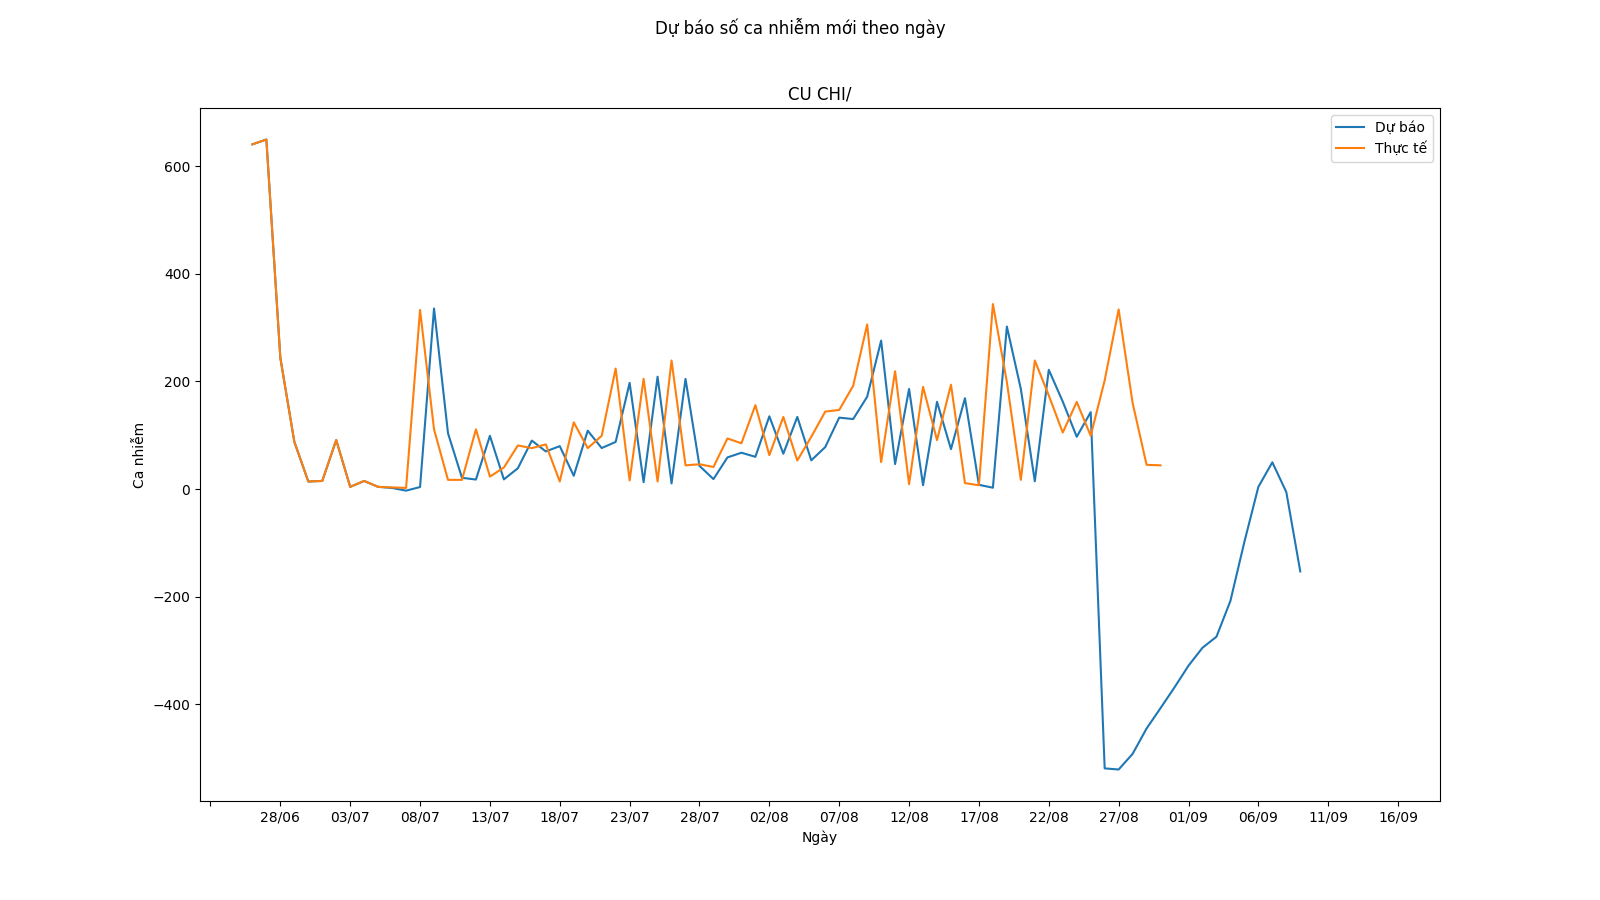 Dự báo số ca nhiễm mới theo ngày
CU CHI/
Dự báo
Thực tế
600
400
200
0
−200
−400
Ca nhiễm
28/06 03/07 08/07 13/07 18/07 23/07 28/07 02/08 07/08 12/08 17/08 22/08 27/08 01/09 06/09 11/09 16/09
Ngày